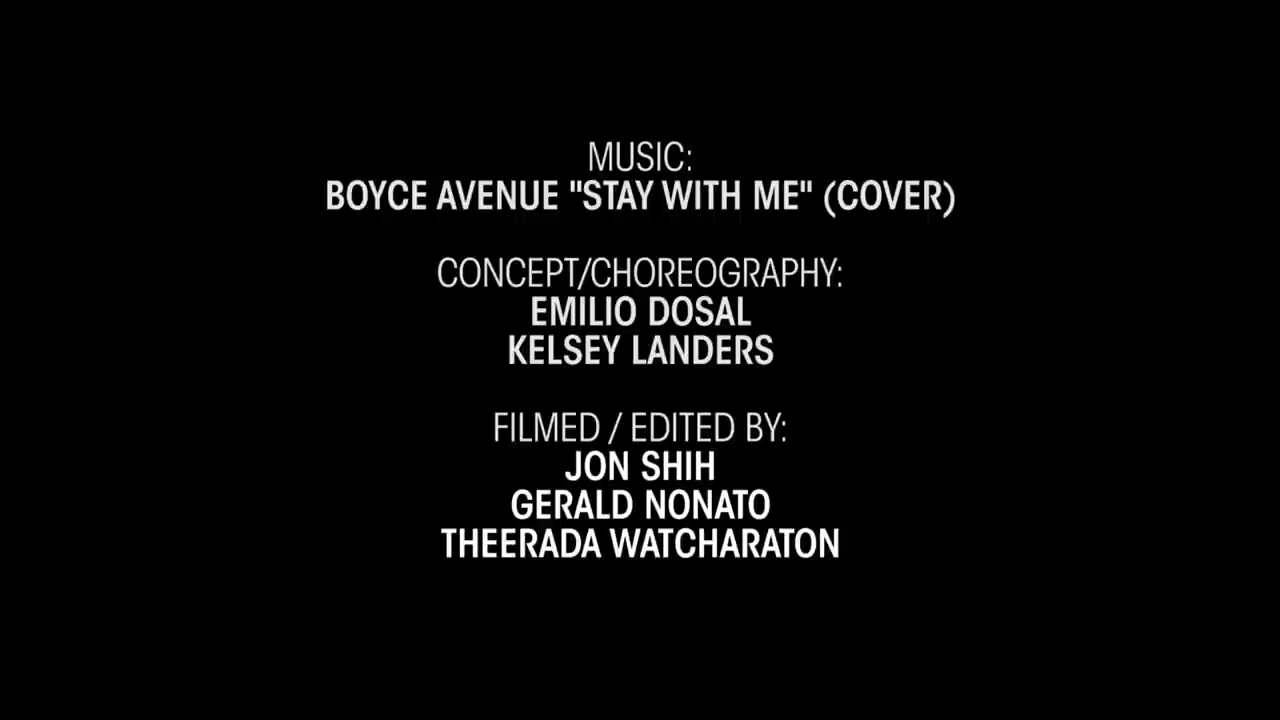 MUSIC:
BOYCE AVENUE "STAY WITH ME" (COVER)
CONCEPT/CHOREOGRAPHY:
EMILIO DOSAL
KELSEY LANDERS
FILMED / EDITED BY:
JON SHIH
GERALD NONATO
THEERADA WATCHARATON